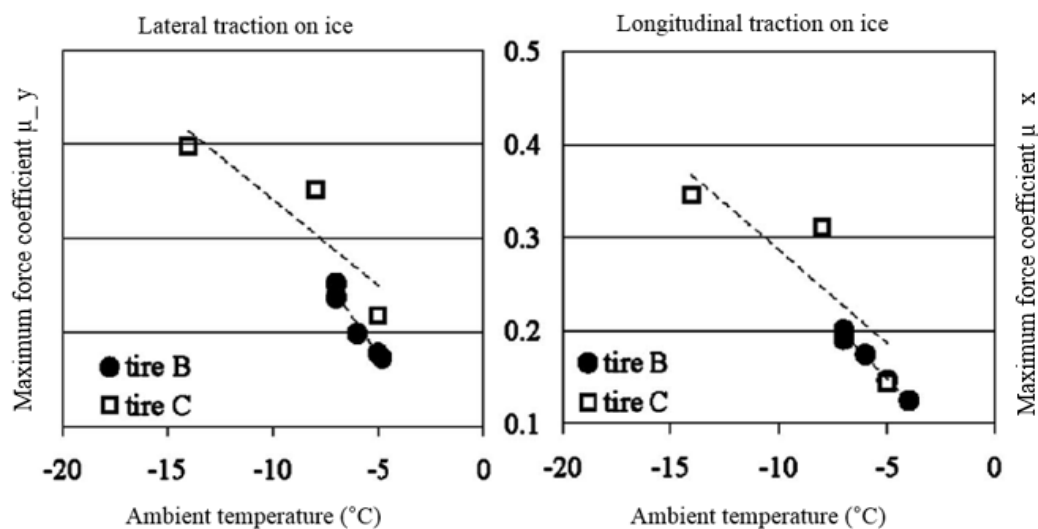 Lateral traction on ice
Maximum force coefficient μ_ y
tire B
tire C
-20 -15 -10 -5 0
Ambient temperature (°C)
Longitudinal traction on ice
0.5
0.4
0.3
0.2
0.1
tire B
tire C
-20 -15 -10 -5 0
Ambient temperature (°C)
Maximum force coefficient μ x